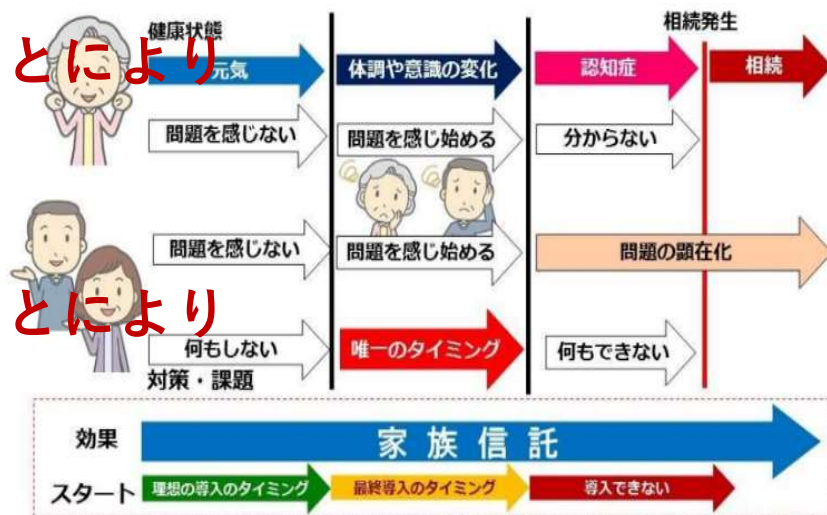 健康状態
相続発生
とにより
元気
体調や意識の変化
認知症
相続
問題を感じない
問題を感じ始める
分からない
問題を感じない
問題を感じ始める
問題の顕在化
とにより
何もしない
唯一のタイミング
何もできない
対策・課題
効果
家族信託
スタート
理想の導入のタイミング
最終導入のタイミング
導入できない